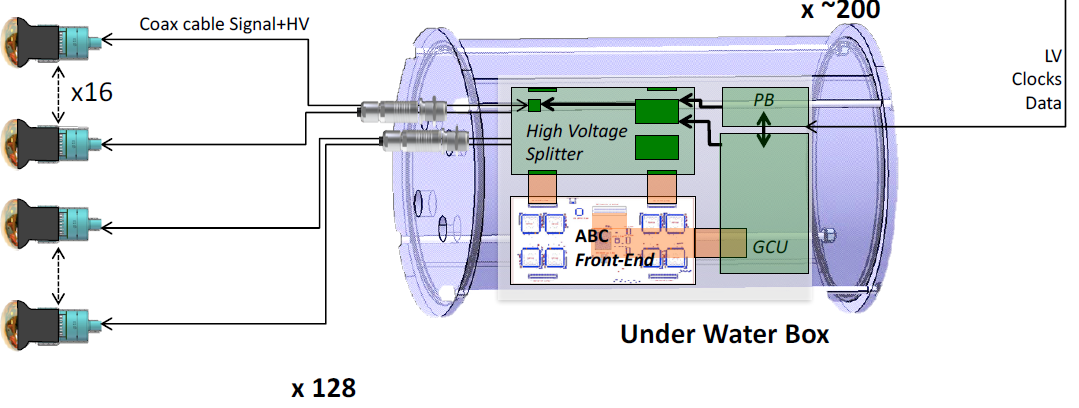 x ~200
Coax cable Signal+HV
LV
Clocks
Data
x16
PB
High Voltage
Splitter
ABC
Front-End
GCU
Under Water Box
x 128